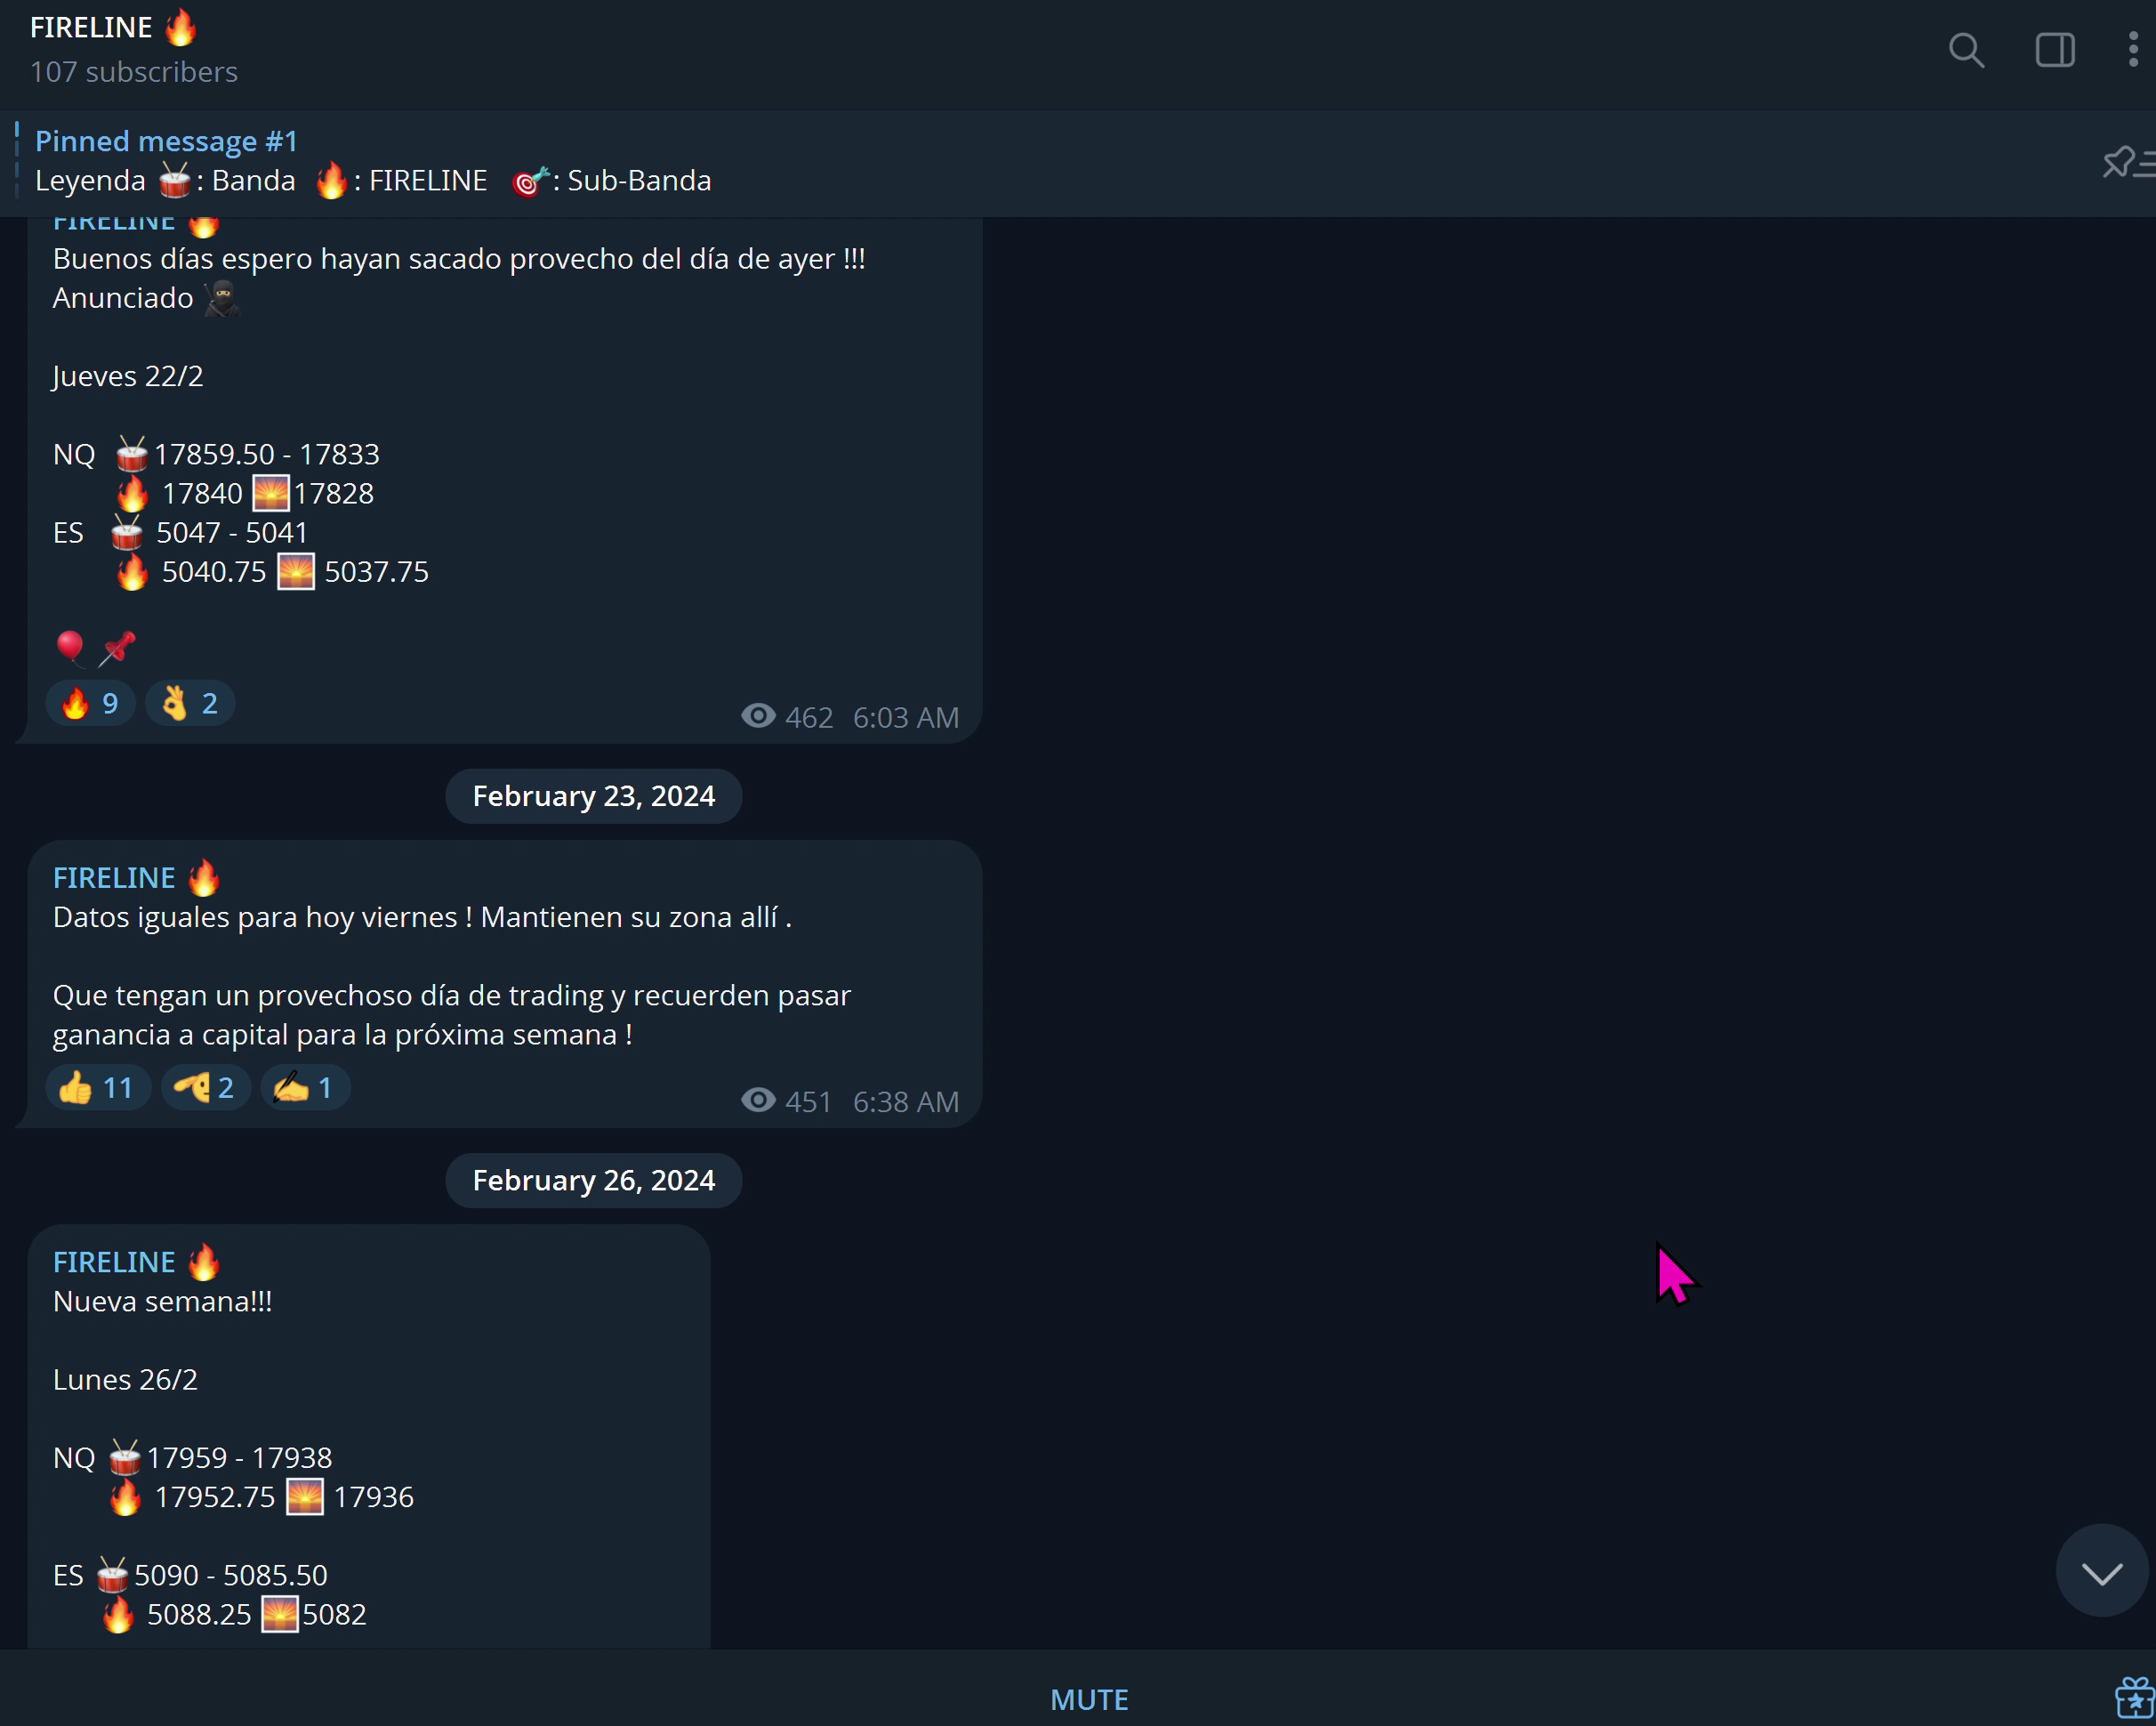 FIRELINE 🔥
107 subscribers
Pinned message #1
Leyenda 🥁: Banda 🔥: FIRELINE 🎯: Sub-Banda
FIRELINE 🔥
Buenos días espero hayan sacado provecho del día de ayer !!!
Anunciado 🥷
Jueves 22/2
NQ 🥁17859.50 - 17833
🔥 17840 🌅17828
ES 🥁 5047 - 5041
🔥 5040.75 🌅 5037.75
🎈 📌
🔥 9 👌 2
462 6:03 AM
February 23, 2024
FIRELINE 🔥
Datos iguales para hoy viernes ! Mantienen su zona allí .
Que tengan un provechoso día de trading y recuerden pasar
ganancia a capital para la próxima semana !
👍 11 🫡 2 ✍ 1
451 6:38 AM
February 26, 2024
FIRELINE 🔥
Nueva semana!!!
Lunes 26/2
NQ 🥁17959 - 17938
🔥 17952.75 🌅 17936
ES 🥁5090 - 5085.50
🔥 5088.25 🌅5082
MUTE